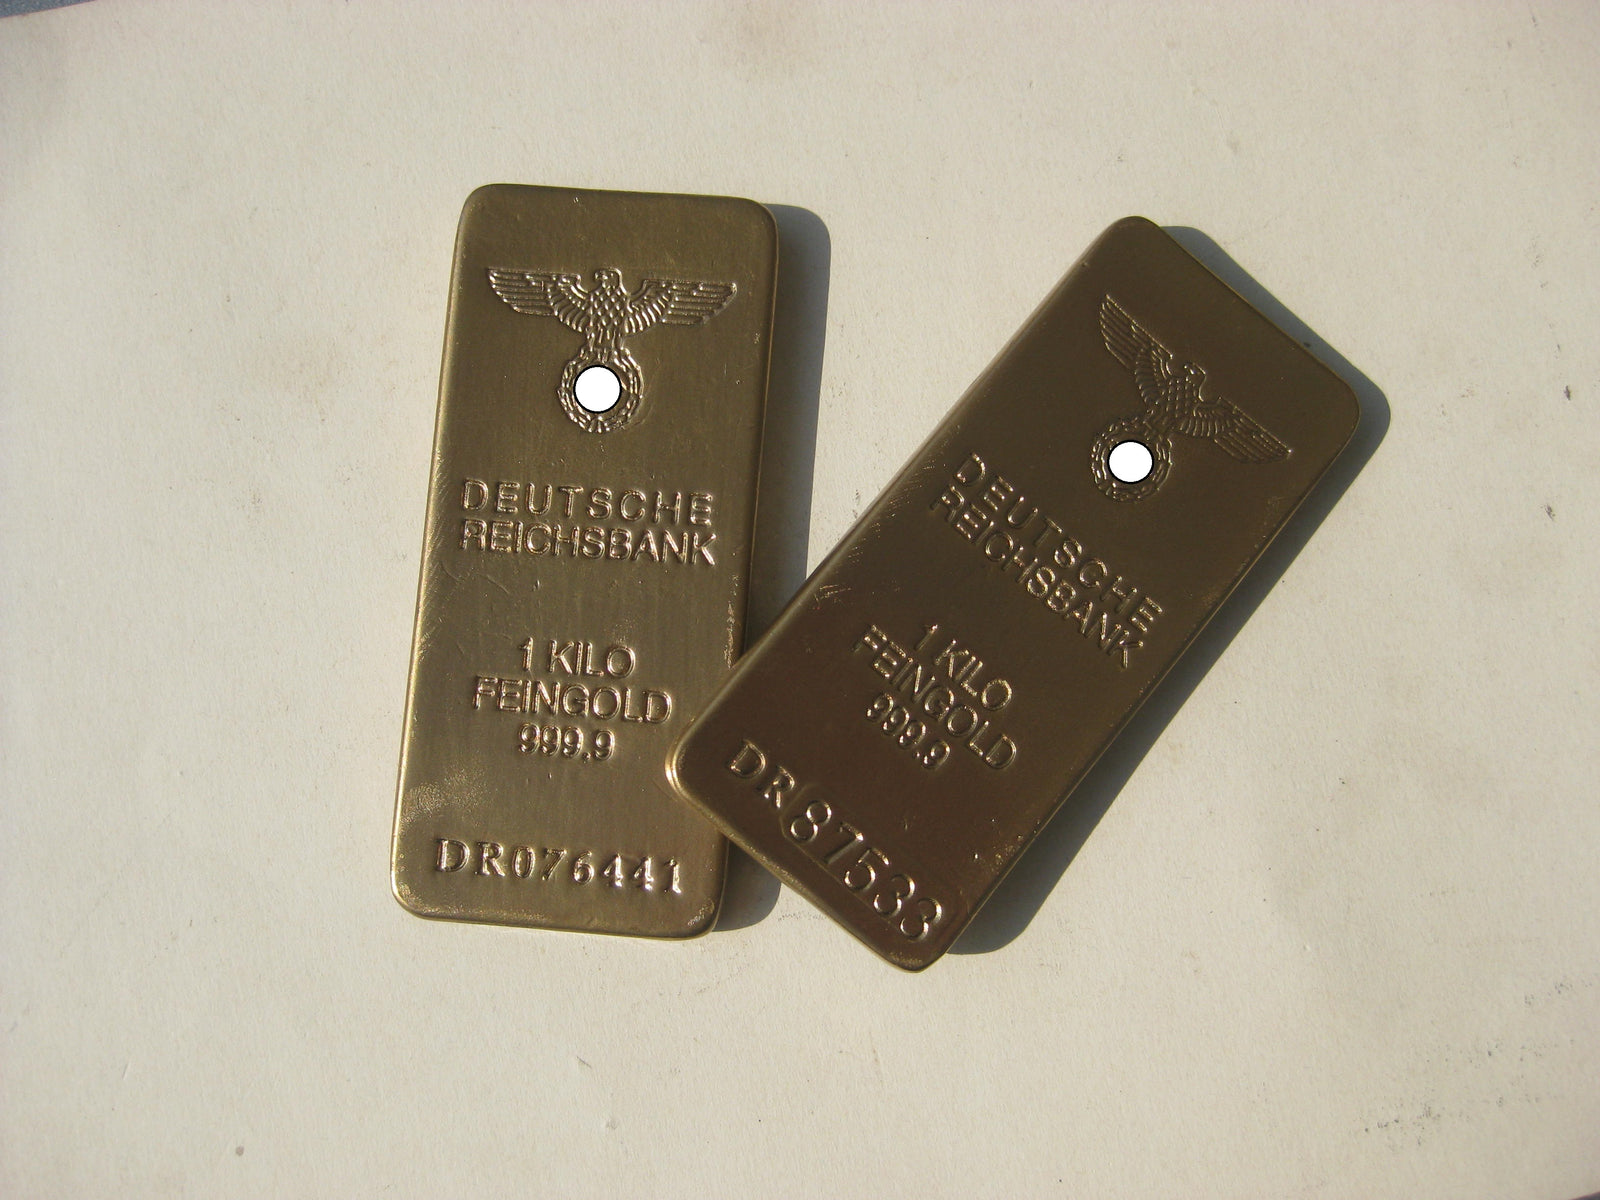 DEUTSCHE
REICHSBANK
1 KILO
FEINGOLD
999,9
DR076441
DEUTSCHE
REICHSBANK
1 KILO
FEINGOLD
999,9
DR87533